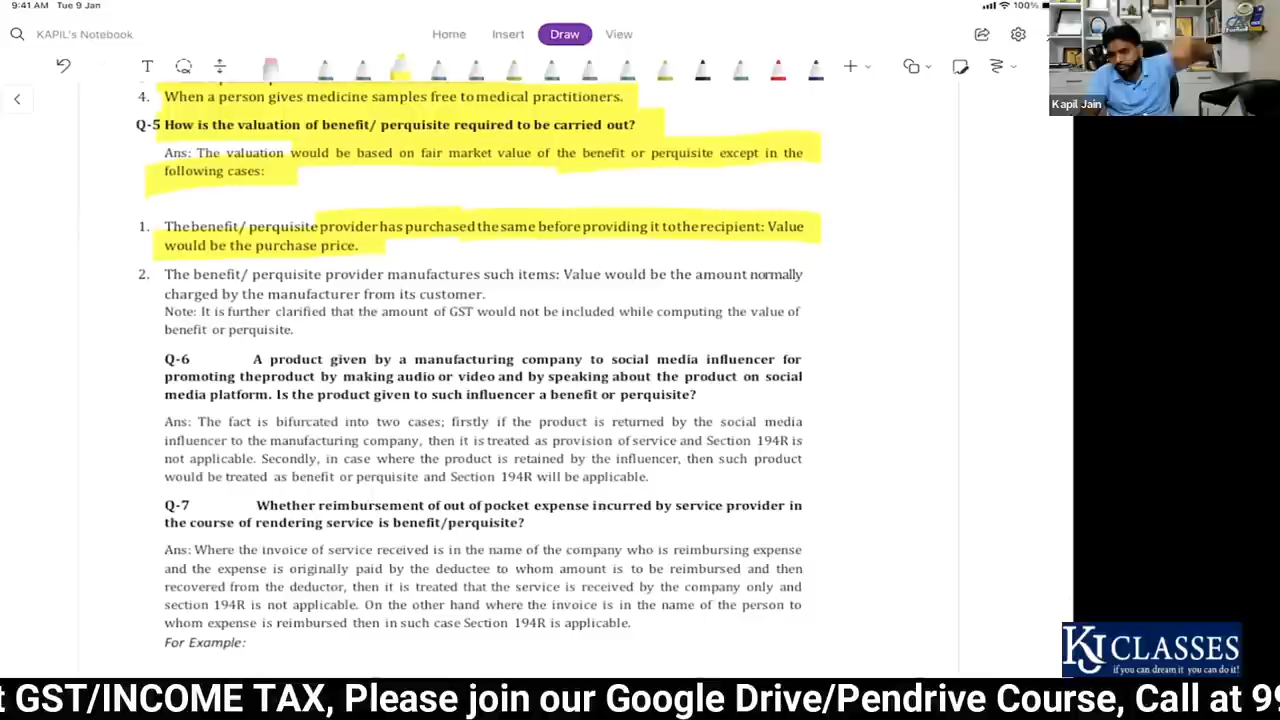 9:41 AM Tue 9 Jan
100%
KAPIL's Notebook
Home Insert Draw View
4. When a person gives medicine samples free to medical practitioners.
Q-5 How is the valuation of benefit/ perquisite required to be carried out?
Ans: The valuation would be based on fair market value of the benefit or perquisite except in the
following cases:
1. The benefit/ perquisite provider has purchased the same before providing it to the recipient: Value
would be the purchase price.
2. The benefit/ perquisite provider manufactures such items: Value would be the amount normally
charged by the manufacturer from its customer.
Note: It is further clarified that the amount of GST would not be included while computing the value of
benefit or perquisite.
Q-6 A product given by a manufacturing company to social media influencer for
promoting theproduct by making audio or video and by speaking about the product on social
media platform. Is the product given to such influencer a benefit or perquisite?
Ans: The fact is bifurcated into two cases; firstly if the product is returned by the social media
influencer to the manufacturing company, then it is treated as provision of service and Section 194R is
not applicable. Secondly, in case where the product is retained by the influencer, then such product
would be treated as benefit or perquisite and Section 194R will be applicable.
Q-7 Whether reimbursement of out of pocket expense incurred by service provider in
the course of rendering service is benefit/perquisite?
Ans: Where the invoice of service received is in the name of the company who is reimbursing expense
and the expense is originally paid by the deductee to whom amount is to be reimbursed and then
recovered from the deductor, then it is treated that the service is received by the company only and
section 194R is not applicable. On the other hand where the invoice is in the name of the person to
whom expense is reimbursed then in such case Section 194R is applicable.
For Example:
Kapil Jain
KJ CLASSES
if you can dream it you can do it!
t GST/INCOME TAX, Please join our Google Drive/Pendrive Course, Call at 99